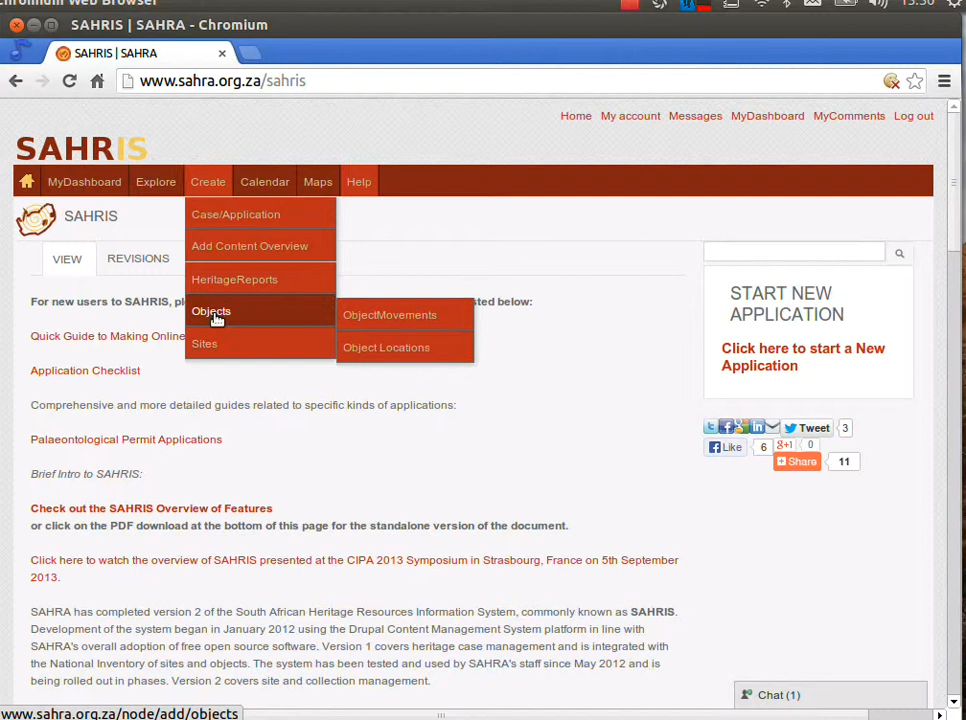 Chromium Web Browser
13:30
SAHRIS | SAHRA - Chromium
SAHRIS | SAHRA
www.sahra.org.za/sahris
Home My account Messages MyDashboard MyComments Log out
SAHRIS
MyDashboard Explore Create Calendar Maps Help
SAHRIS
Case/Application
Add Content Overview
HeritageReports
Objects
Sites
ObjectMovements
Object Locations
VIEW REVISIONS
For new users to SAHRIS, pl sted below:
Quick Guide to Making Online
Application Checklist
Comprehensive and more detailed guides related to specific kinds of applications:
Palaeontological Permit Applications
Brief Intro to SAHRIS:
Check out the SAHRIS Overview of Features
or click on the PDF download at the bottom of this page for the standalone version of the document.
Click here to watch the overview of SAHRIS presented at the CIPA 2013 Symposium in Strasbourg, France on 5th September
2013.
SAHRA has completed version 2 of the South African Heritage Resources Information System, commonly known as SAHRIS.
Development of the system began in January 2012 using the Drupal Content Management System platform in line with
SAHRA's overall adoption of free open source software. Version 1 covers heritage case management and is integrated with
the National Inventory of sites and objects. The system has been tested and used by SAHRA's staff since May 2012 and is
being rolled out in phases. Version 2 covers site and collection management.
START NEW
APPLICATION
Click here to start a New
Application
Tweet 3
Like 6 +1 0
Share 11
Chat (1)
www.sahra.org.za/node/add/objects